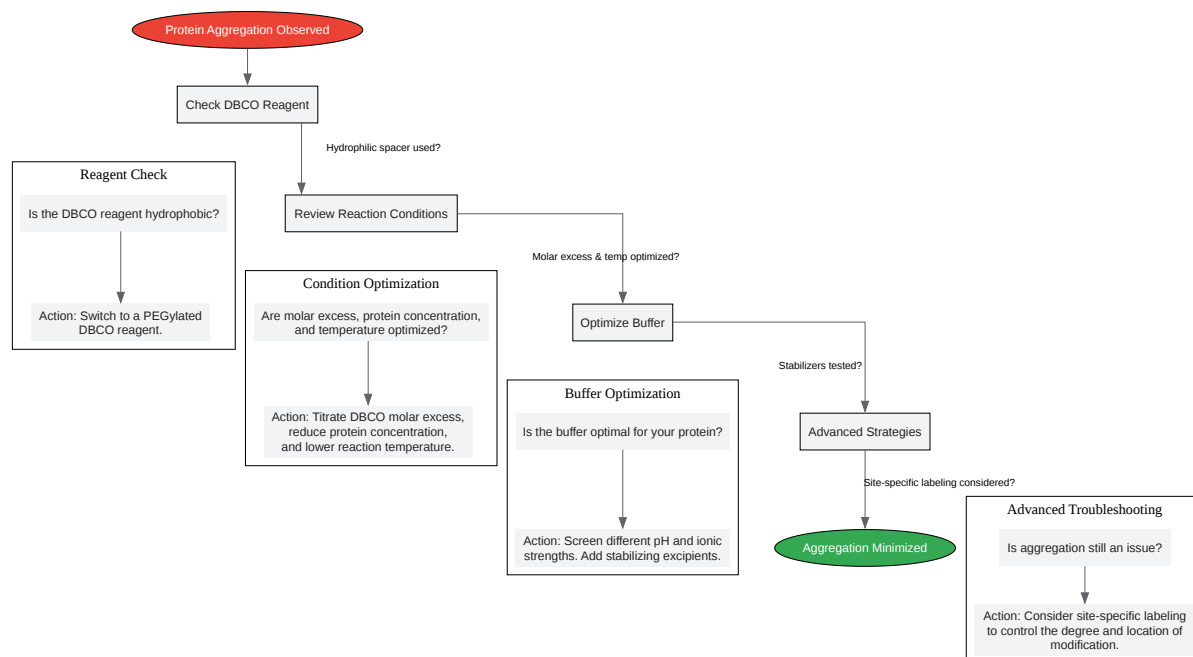 Protein Aggregation Observed
Check DBCO Reagent
Hydrophilic spacer used?
Reagent Check
Is the DBCO reagent hydrophobic?
Action: Switch to a PEGylated
DBCO reagent.
Review Reaction Conditions
Molar excess & temp optimized?
Condition Optimization
Are molar excess, protein concentration,
and temperature optimized?
Action: Titrate DBCO molar excess,
reduce protein concentration,
and lower reaction temperature.
Optimize Buffer
Stabilizers tested?
Buffer Optimization
Is the buffer optimal for your protein?
Action: Screen different pH and ionic
strengths. Add stabilizing excipients.
Advanced Strategies
Site-specific labeling considered?
Aggregation Minimized
Advanced Troubleshooting
Is aggregation still an issue?
Action: Consider site-specific labeling
to control the degree and location of
modification.